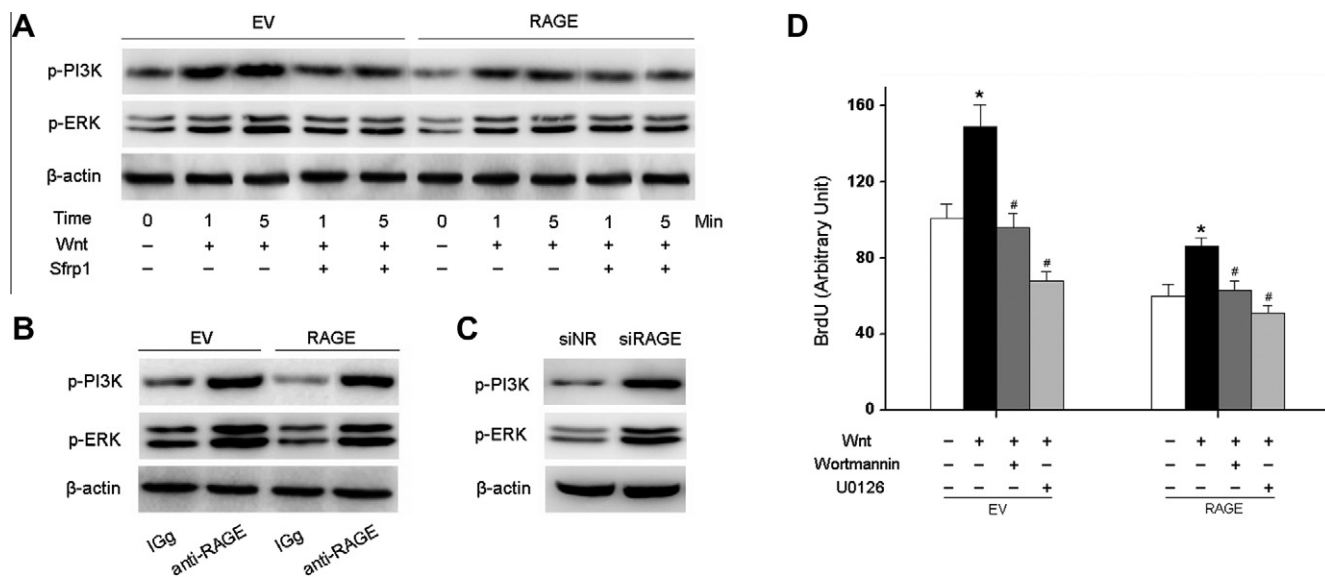 A
EV RAGE
p-PI3K
p-ERK
β-actin
Time 0 1 5 1 5 0 1 5 1 5 Min
Wnt – + + + + – + + + +
Sfrp1 – – – + + – – – + +
B
EV RAGE
p-PI3K
p-ERK
β-actin
IGg anti-RAGE IGg anti-RAGE
C
siNR siRAGE
p-PI3K
p-ERK
β-actin
D
BrdU (Arbitrary Unit)
160
120
80
40
0
* # # * # #
Wnt – + + + – + + +
Wortmannin – – + – – – + –
U0126 – – – + – – – +
EV RAGE